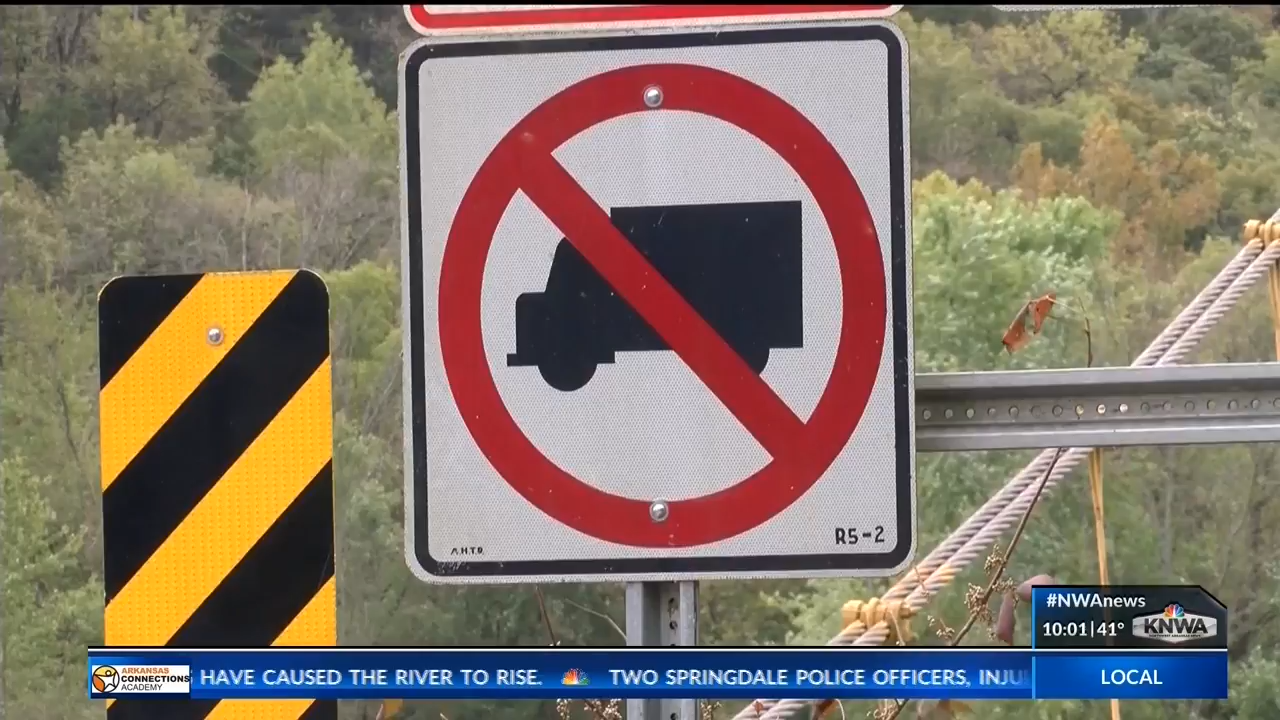 R5-2
A.H.T.D.
#NWAnews
10:01 | 41°
KNWA
ARKANSAS
CONNECTIONS
ACADEMY
HAVE CAUSED THE RIVER TO RISE. TWO SPRINGDALE POLICE OFFICERS, INJU
LOCAL